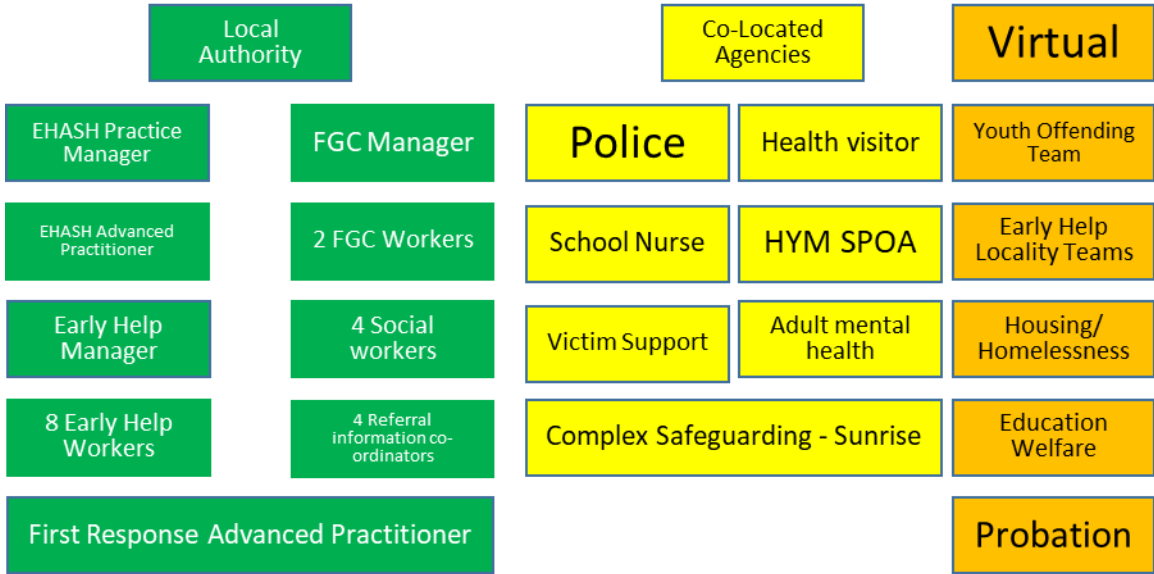 Local
Authority
Co-Located
Agencies
Virtual
EHASH Practice
Manager
FGC Manager
Police
Health visitor
Youth Offending
Team
EHASH Advanced
Practitioner
2 FGC Workers
School Nurse
HYM SPOA
Early Help
Locality Teams
Early Help
Manager
4 Social
workers
Victim Support
Adult mental
health
Housing/
Homelessness
8 Early Help
Workers
4 Referral
information co-
ordinators
Complex Safeguarding - Sunrise
Education
Welfare
First Response Advanced Practitioner
Probation